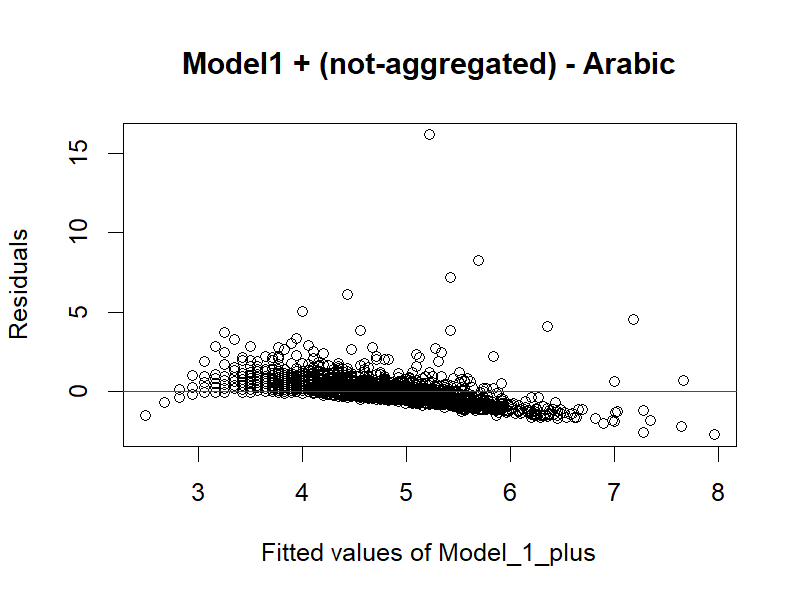 Model1 + (not-aggregated) - Arabic
Residuals
15
10
5
0
3 4 5 6 7 8
Fitted values of Model_1_plus